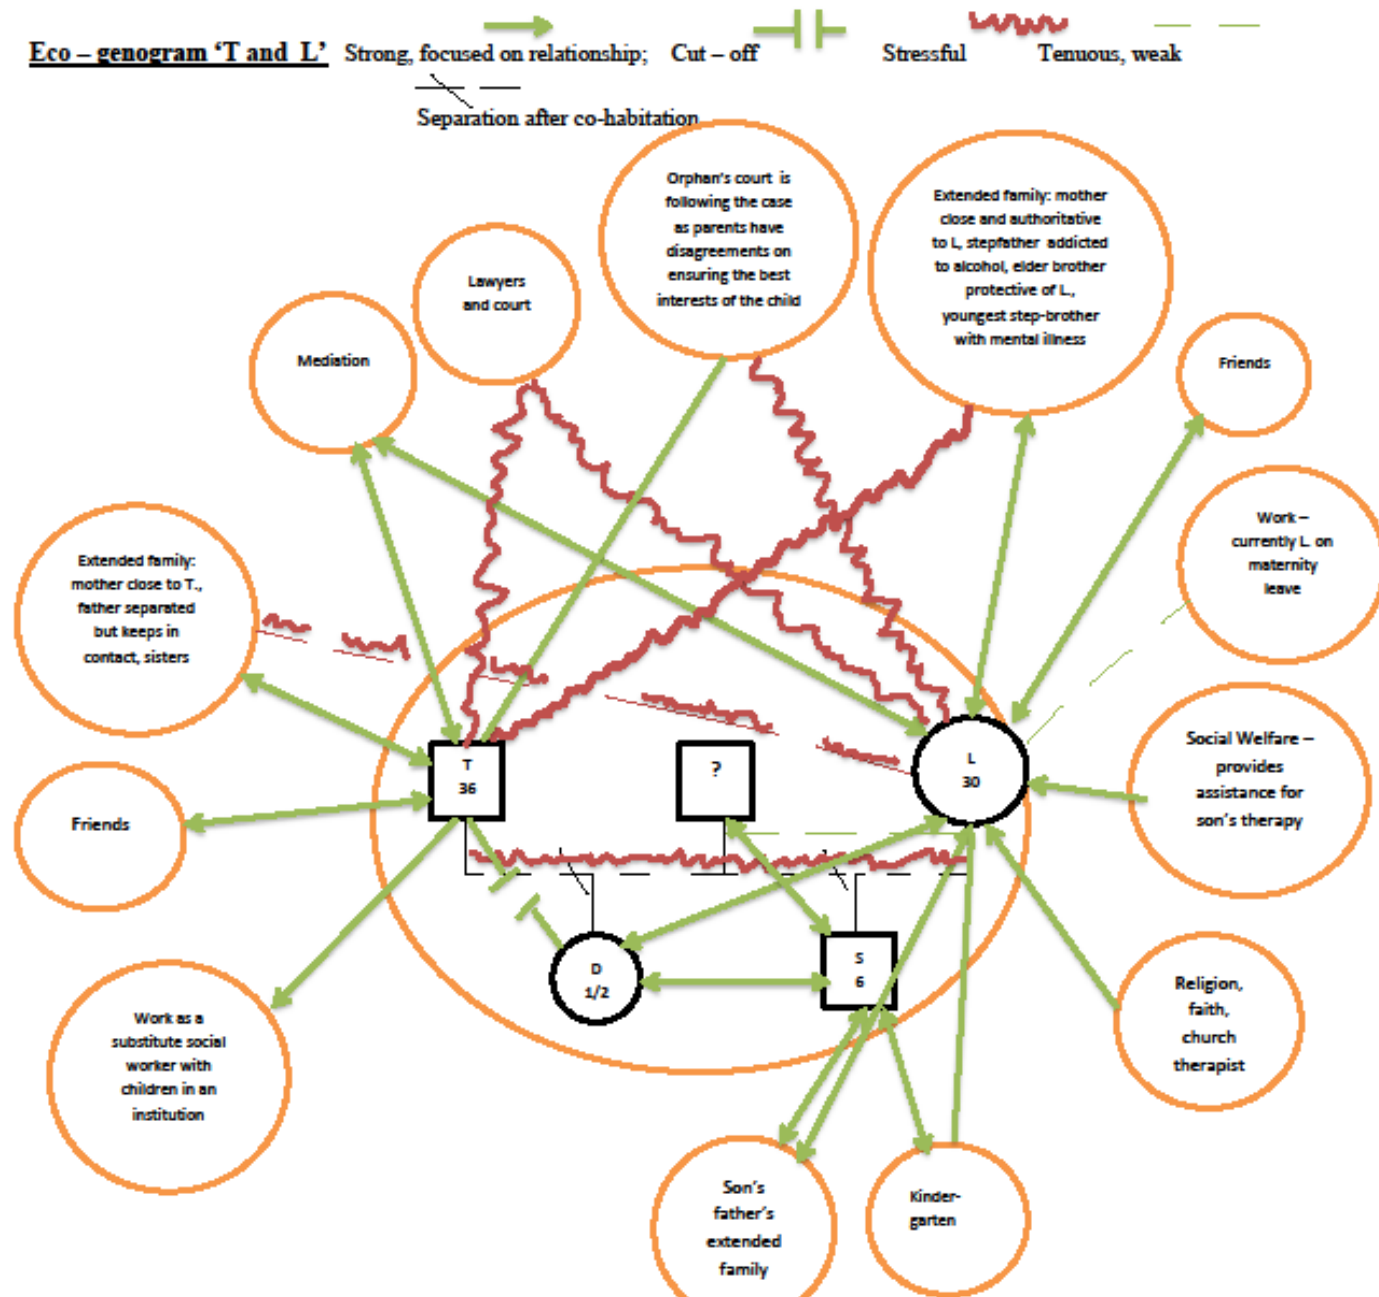 Eco – genogram ‘T and L’ Strong, focused on relationship; Cut – off Stressful Tenuous, weak
Separation after co-habitation
Orphan's court is
following the case
as parents have
disagreements on
ensuring the best
interests of the child
Extended family: mother
close and authoritative
to L, stepfather addicted
to alcohol, elder brother
protective of L.,
youngest step-brother
with mental illness
Lawyers
and court
Mediation
Friends
Work –
currently L. on
maternity
leave
Extended family:
mother close to T.,
father separated
but keeps in
contact, sisters
Social Welfare –
provides
assistance for
son's therapy
T
36
?
L
30
Friends
D
1/2
S
6
Religion,
faith,
church
therapist
Work as a
substitute social
worker with
children in an
institution
Son's
father's
extended
family
Kinder-
garten